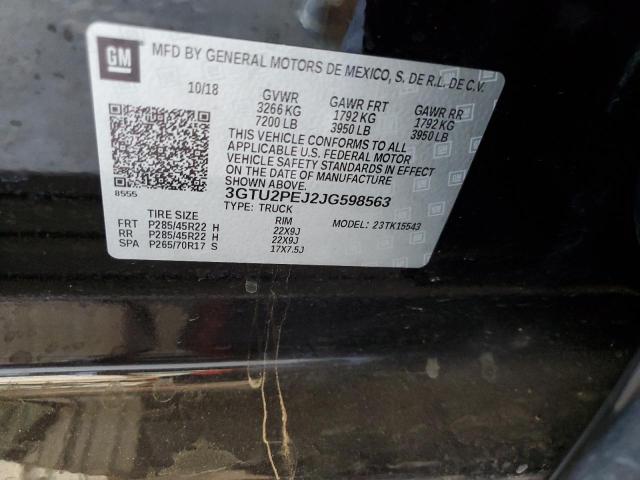 GM MFD BY GENERAL MOTORS DE MEXICO, S. DE R.L. DE C.V.
10/18 GVWR GAWR FRT GAWR RR
3266 KG 1792 KG 1792 KG
7200 LB 3950 LB 3950 LB
THIS VEHICLE CONFORMS TO ALL
APPLICABLE U.S. FEDERAL MOTOR
VEHICLE SAFETY STANDARDS IN EFFECT
ON THE DATE OF MANUFACTURE
SHOWN ABOVE.
8555 3GTU2PEJ2JG598563
TYPE: TRUCK MODEL: 23TK15543
TIRE SIZE RIM
FRT P285/45R22 H 22X9J
RR P285/45R22 H 22X9J
SPA P265/70R17 S 17X7.5J